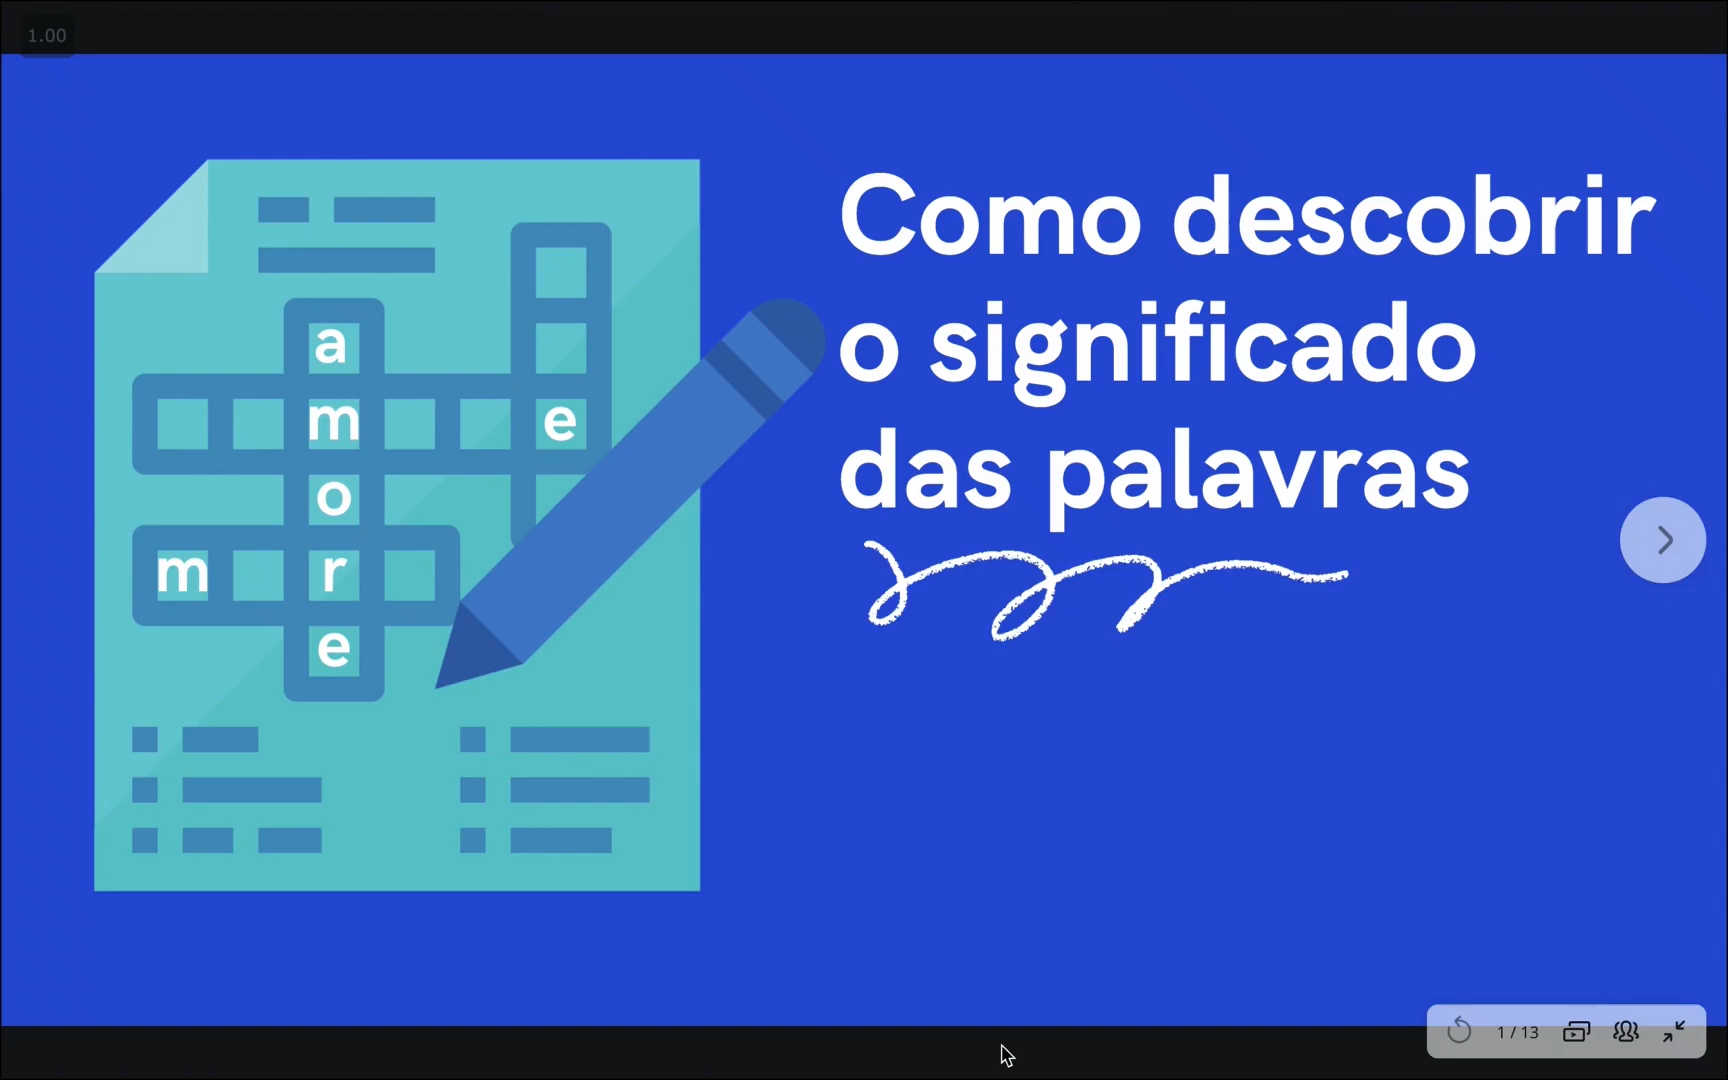 1.00
Como descobrir
o significado
das palavras
a
m e
o
m r
e
1 / 13